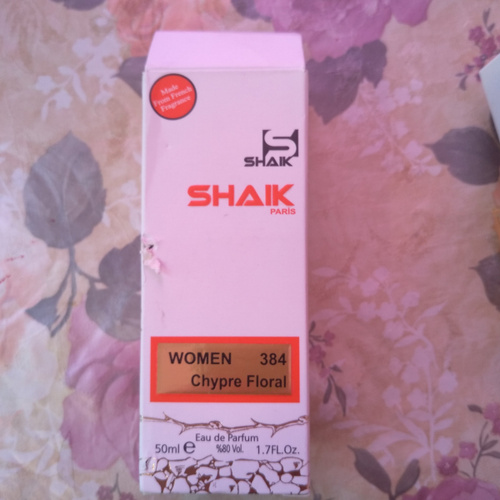 Made
From French
Fragrance
S
SHAIK
SHAIK
PARİS
WOMEN 384
Chypre Floral
Eau de Parfum
50ml e %80 Vol. 1.7FL.Oz.